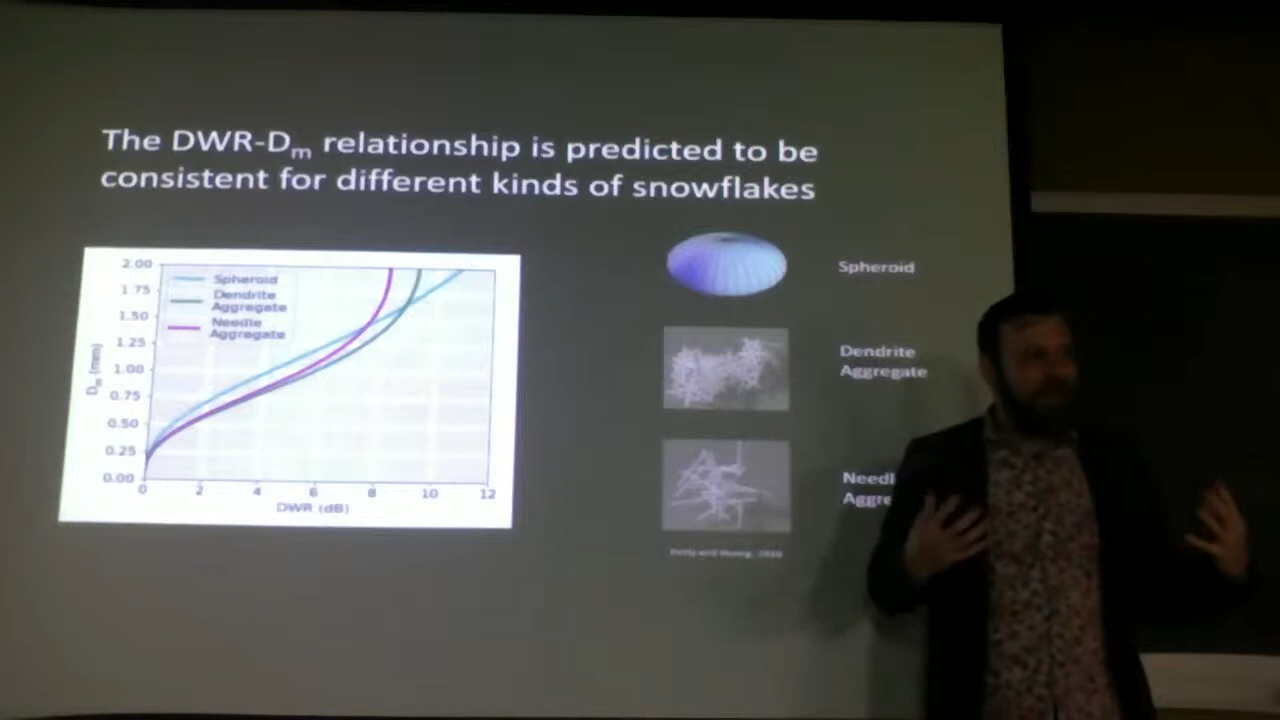 The DWR-Dm relationship is predicted to be
consistent for different kinds of snowflakes
2.00
1.75
1.50
1.25
1.00
0.75
0.50
0.25
0.00
Dm (mm)
Spheroid
Dendrite
Aggregate
Needle
Aggregate
0 2 4 6 8 10 12
DWR (dB)
Spheroid
Dendrite
Aggregate
Needl
Aggre